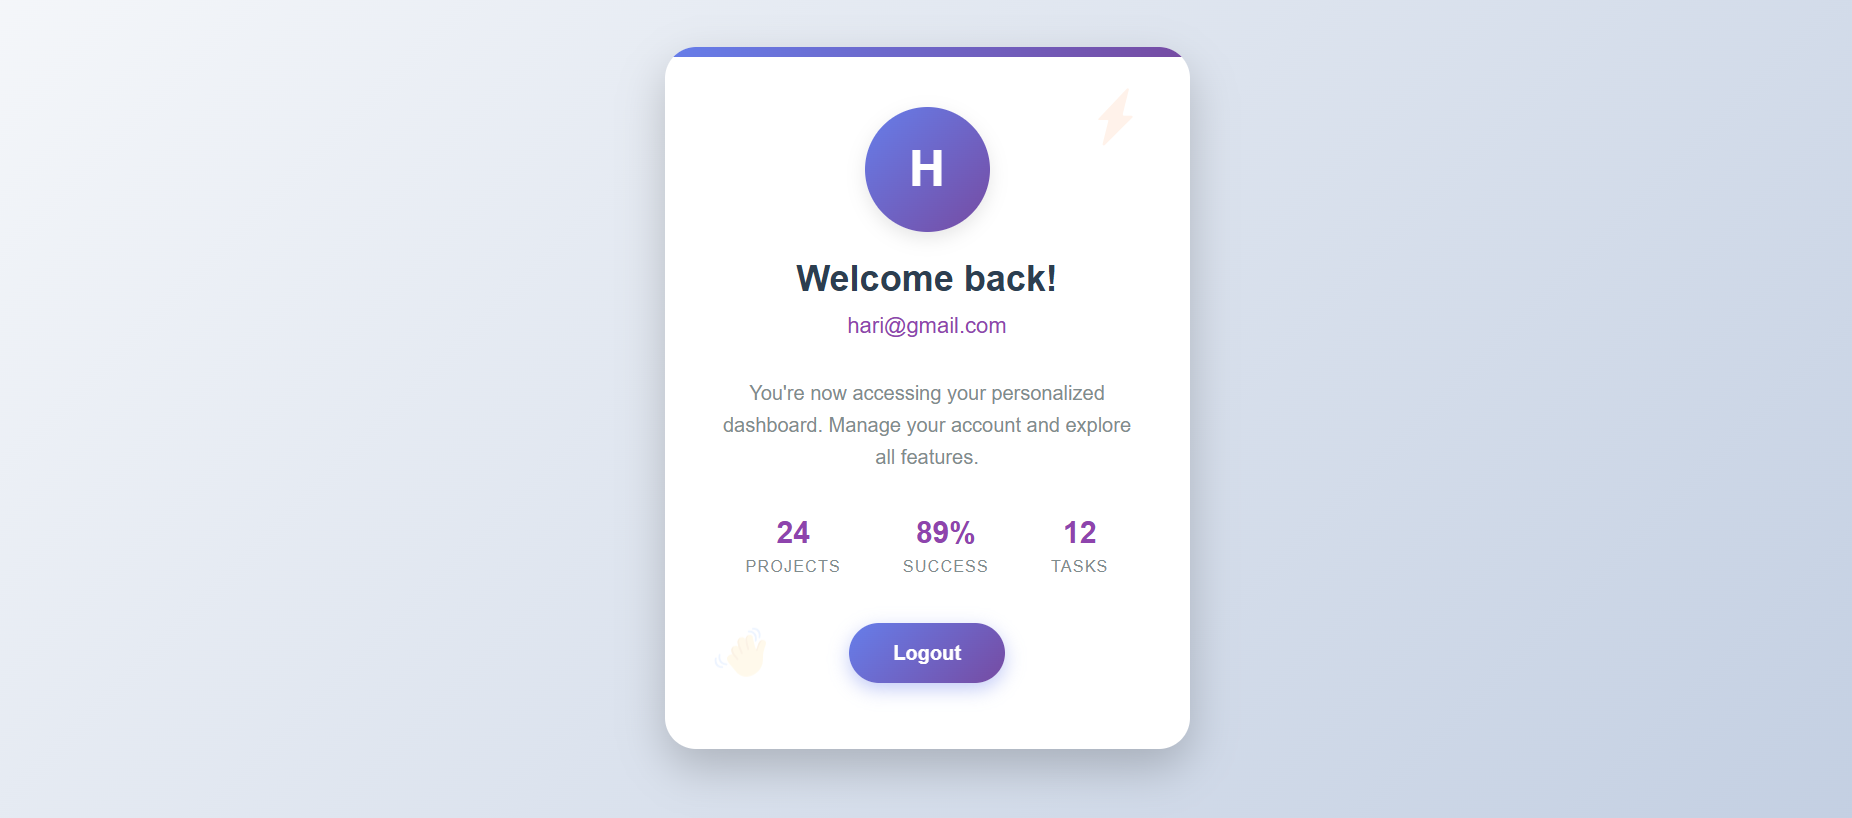 H
Welcome back!
hari@gmail.com
You're now accessing your personalized
dashboard. Manage your account and explore
all features.
24 89% 12
PROJECTS SUCCESS TASKS
Logout